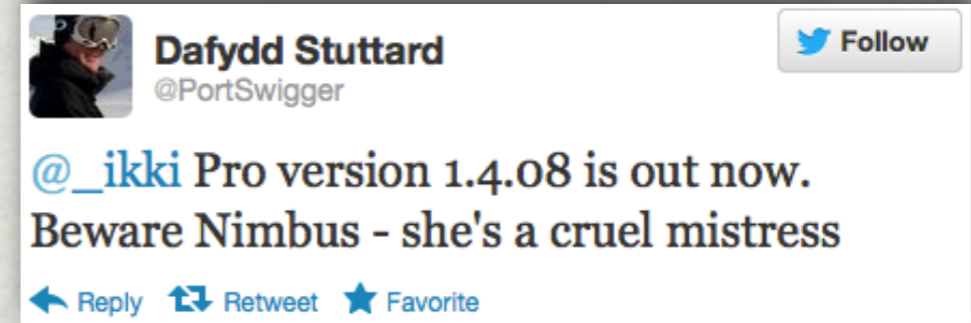 Dafydd Stuttard
Follow
@PortSwigger
@_ikki Pro version 1.4.08 is out now.
Beware Nimbus - she's a cruel mistress
Reply Retweet Favorite